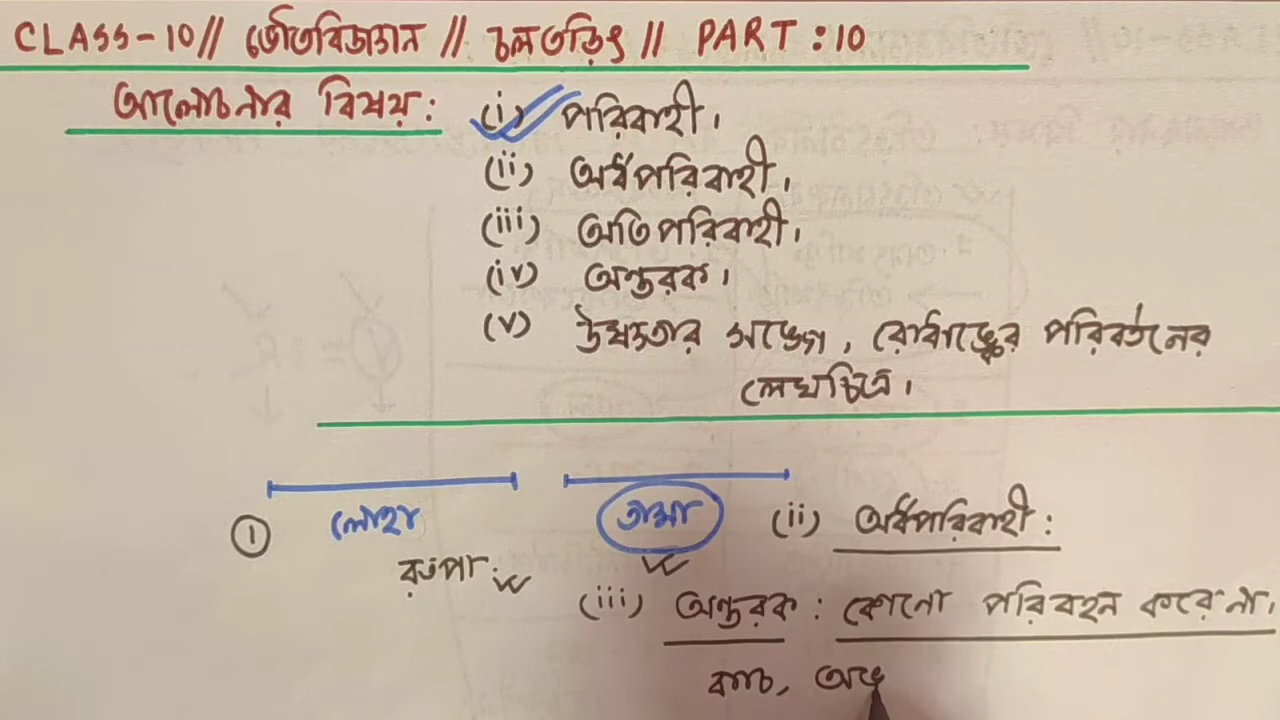 CLASS-10// ভৌতবিজ্ঞান // চলতড়িৎ // PART : 10
আলোচনার বিষয় : (i) পরিবাহী।
(ii) অর্ধপরিবাহী।
(iii) অতিপরিবাহী।
(iv) অন্তরক।
(v) উষ্ণতার সঙ্গে, রোধাঙ্কের পরিবর্তনের
লেখচিত্র।
① লোহা তামা (ii) অর্ধপরিবাহী :
রূপা
(iii) অন্তরক : কোনো পরিবহন করে না।
কাচ, অভ্র